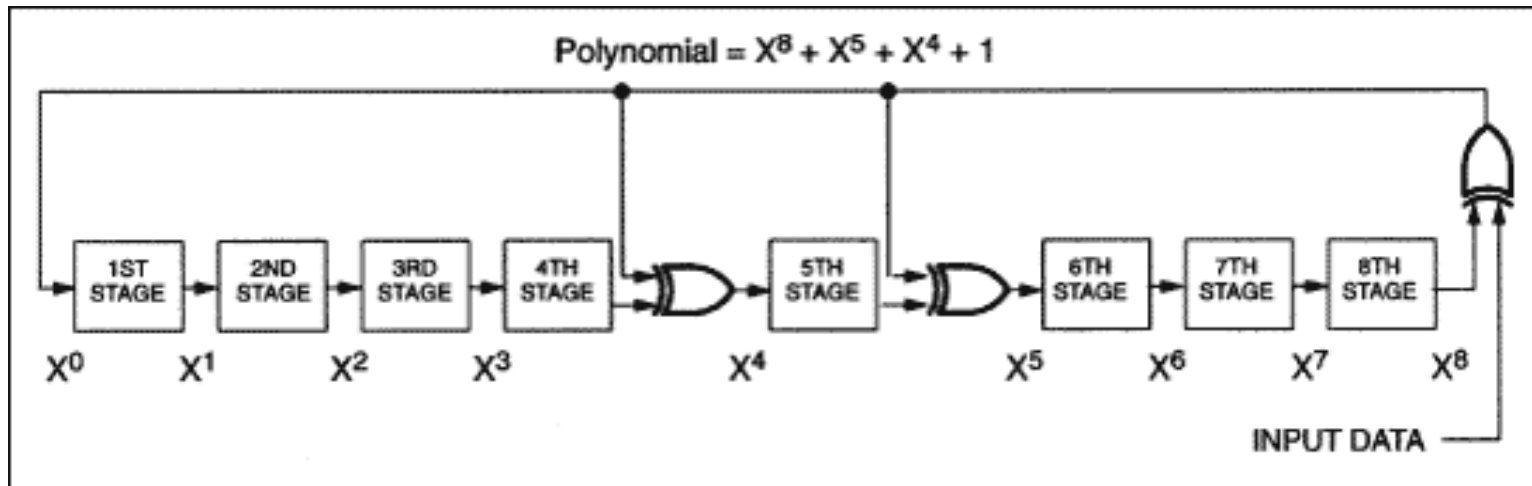 Polynomial = X⁸ + X⁵ + X⁴ + 1
1ST STAGE
2ND STAGE
3RD STAGE
4TH STAGE
5TH STAGE
6TH STAGE
7TH STAGE
8TH STAGE
X⁰ X¹ X² X³ X⁴ X⁵ X⁶ X⁷ X⁸
INPUT DATA